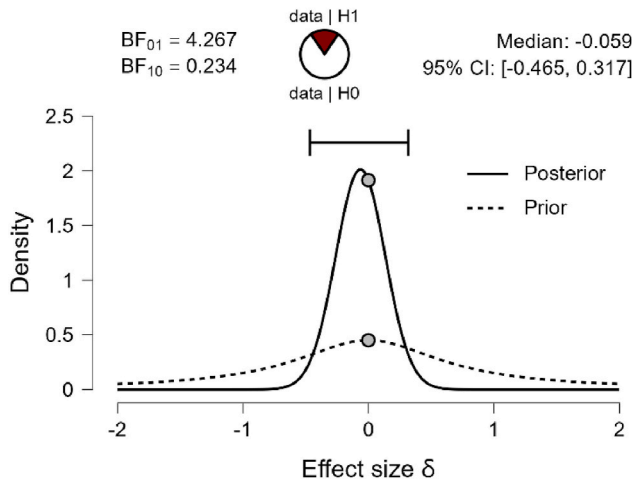 data | H1
BF₀₁ = 4.267
BF₁₀ = 0.234
Median: -0.059
95% CI: [-0.465, 0.317]
data | H0
2.5
2
1.5
1
0.5
0
Density
Posterior
Prior
-2
-1
0
1
2
Effect size δ